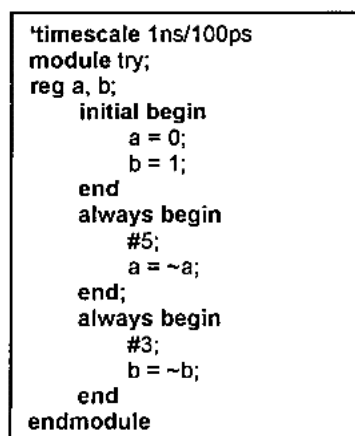 'timescale 1ns/100ps
module try;
reg a, b;
initial begin
a = 0;
b = 1;
end
always begin
#5;
a = ~a;
end;
always begin
#3;
b = ~b;
end
endmodule